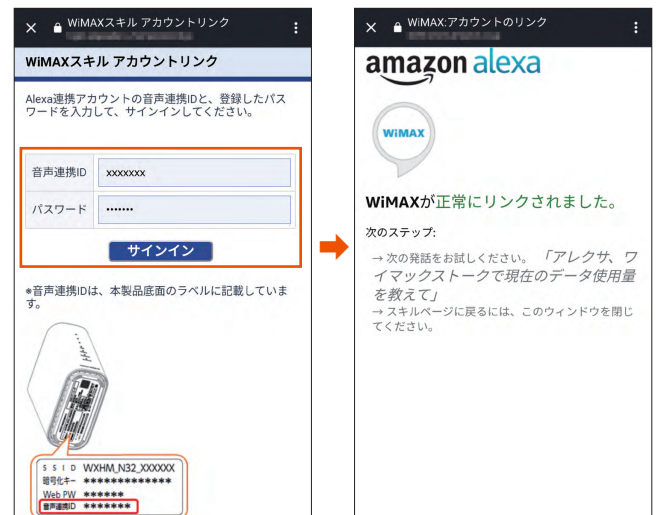 WiMAXスキル アカウントリンク
WiMAXスキル アカウントリンク
Alexa連携アカウントの音声連携IDと、登録したパス
ワードを入力して、サインインしてください。
音声連携ID xxxxxxx
パスワード •••••••
サインイン
*音声連携IDは、本製品底面のラベルに記載していま
す。
SSID WXHM_N32_XXXXXX
暗号化キー *************
Web PW ******
音声連携ID *******
WiMAX:アカウントのリンク
amazon alexa
WiMAX
WiMAXが正常にリンクされました。
次のステップ:
→ 次の発話をお試しください。 「アレクサ、ワ
イマックストークで現在のデータ使用量
を教えて」
→ スキルページに戻るには、このウィンドウを閉じ
てください。